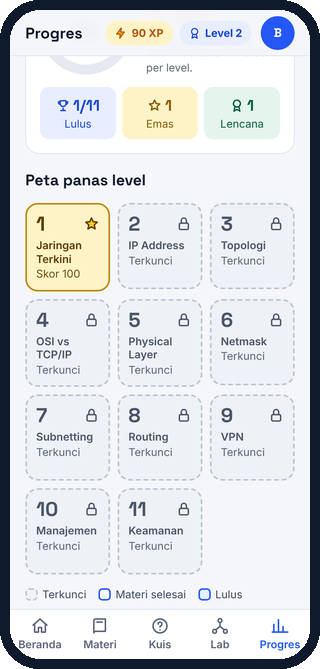 Progres
90 XP
Level 2
B
per level.
1/11
Lulus
1
Emas
1
Lencana
Peta panas level
1
Jaringan
Terkini
Skor 100
2
IP Address
Terkunci
3
Topologi
Terkunci
4
OSI vs
TCP/IP
Terkunci
5
Physical
Layer
Terkunci
6
Netmask
Terkunci
7
Subnetting
Terkunci
8
Routing
Terkunci
9
VPN
Terkunci
10
Manajemen
Terkunci
11
Keamanan
Terkunci
Terkunci
Materi selesai
Lulus
Beranda
Materi
Kuis
Lab
Progres